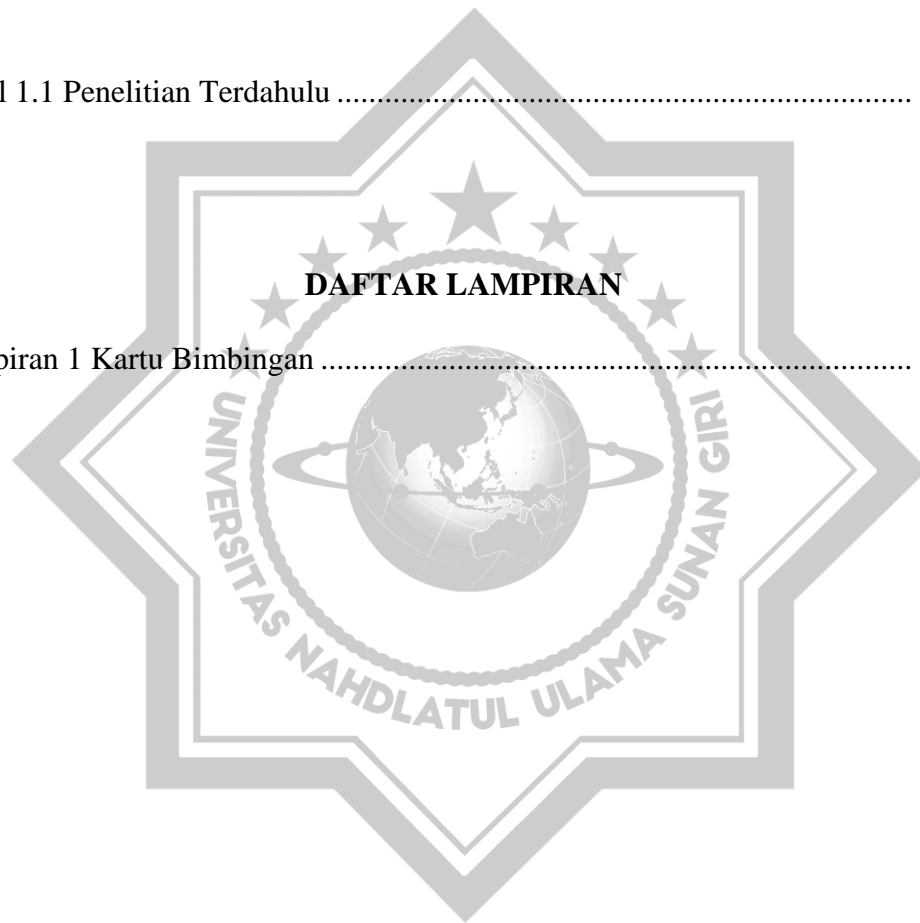 l 1.1 Penelitian Terdahulu ........................................................................
DAFTAR LAMPIRAN
piran 1 Kartu Bimbingan ..........................................................................
UNIVERSITAS NAHDLATUL ULAMA SUNAN GIRI